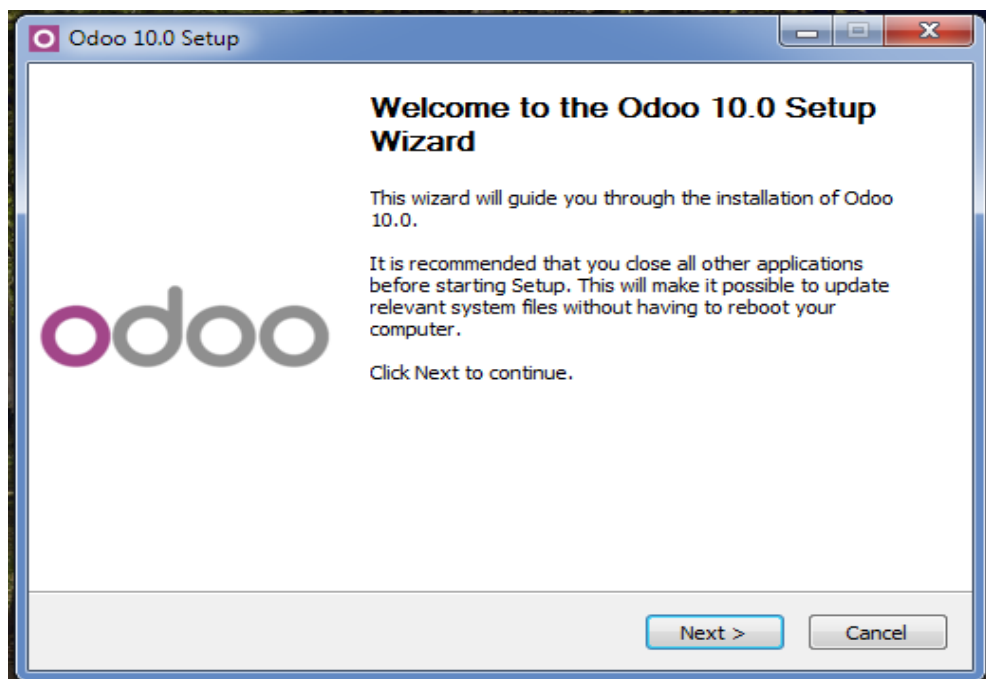 Odoo 10.0 Setup
Welcome to the Odoo 10.0 Setup
Wizard
This wizard will guide you through the installation of Odoo
10.0.
It is recommended that you close all other applications
before starting Setup. This will make it possible to update
relevant system files without having to reboot your
computer.
odoo
Click Next to continue.
Next >
Cancel